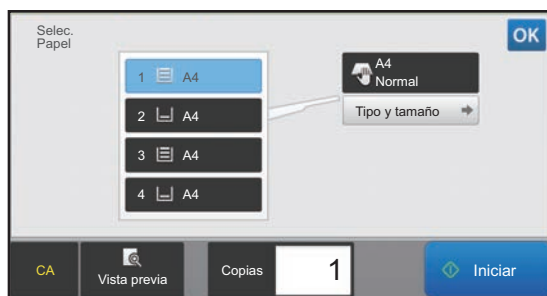 Selec.
Papel
OK
1 A4
2 A4
3 A4
4 A4
A4
Normal
Tipo y tamaño
CA
Vista previa
Copias
1
Iniciar